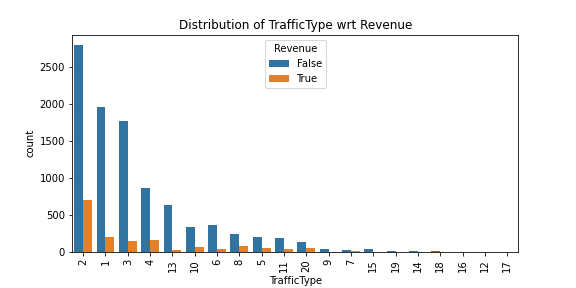 Distribution of TrafficType wrt Revenue
Revenue
False
True
count
2500
2000
1500
1000
500
0
2 1 3 4 13 10 6 8 5 11 20 9 7 15 19 14 18 16 12 17
TrafficType